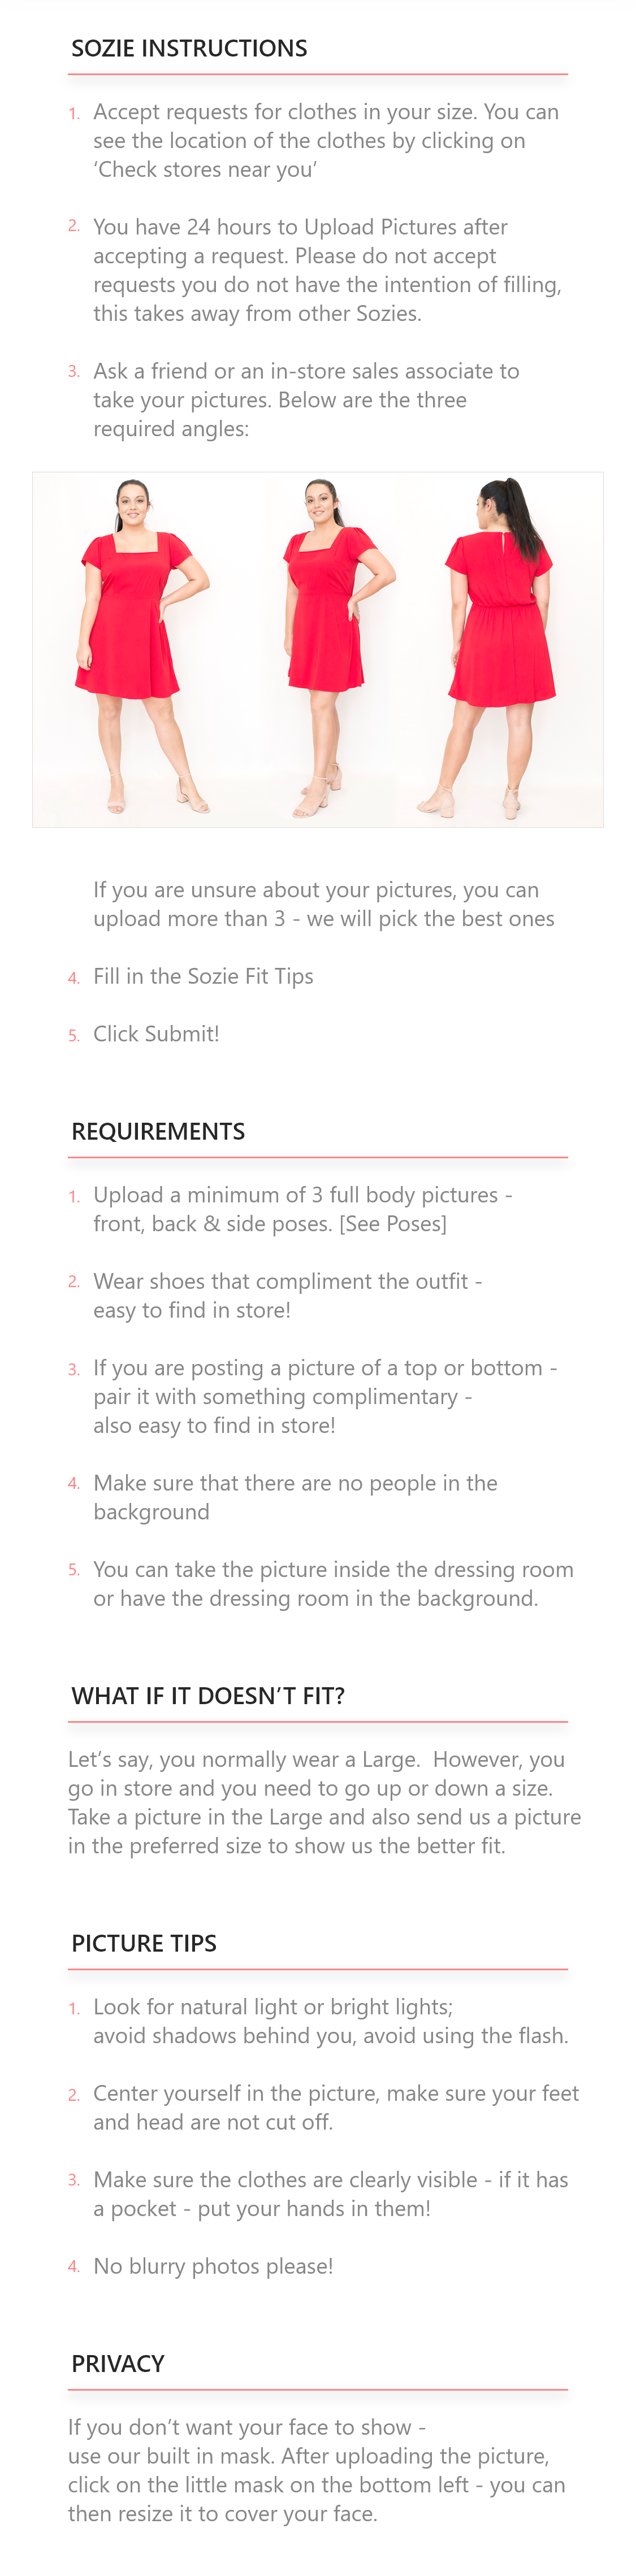 SOZIE INSTRUCTIONS
1. Accept requests for clothes in your size. You can
see the location of the clothes by clicking on
‘Check stores near you’
2. You have 24 hours to Upload Pictures after
accepting a request. Please do not accept
requests you do not have the intention of filling,
this takes away from other Sozies.
3. Ask a friend or an in-store sales associate to
take your pictures. Below are the three
required angles:
If you are unsure about your pictures, you can
upload more than 3 - we will pick the best ones
4. Fill in the Sozie Fit Tips
5. Click Submit!
REQUIREMENTS
1. Upload a minimum of 3 full body pictures -
front, back & side poses. [See Poses]
2. Wear shoes that compliment the outfit -
easy to find in store!
3. If you are posting a picture of a top or bottom -
pair it with something complimentary -
also easy to find in store!
4. Make sure that there are no people in the
background
5. You can take the picture inside the dressing room
or have the dressing room in the background.
WHAT IF IT DOESN’T FIT?
Let’s say, you normally wear a Large. However, you
go in store and you need to go up or down a size.
Take a picture in the Large and also send us a picture
in the preferred size to show us the better fit.
PICTURE TIPS
1. Look for natural light or bright lights;
avoid shadows behind you, avoid using the flash.
2. Center yourself in the picture, make sure your feet
and head are not cut off.
3. Make sure the clothes are clearly visible - if it has
a pocket - put your hands in them!
4. No blurry photos please!
PRIVACY
If you don’t want your face to show -
use our built in mask. After uploading the picture,
click on the little mask on the bottom left - you can
then resize it to cover your face.